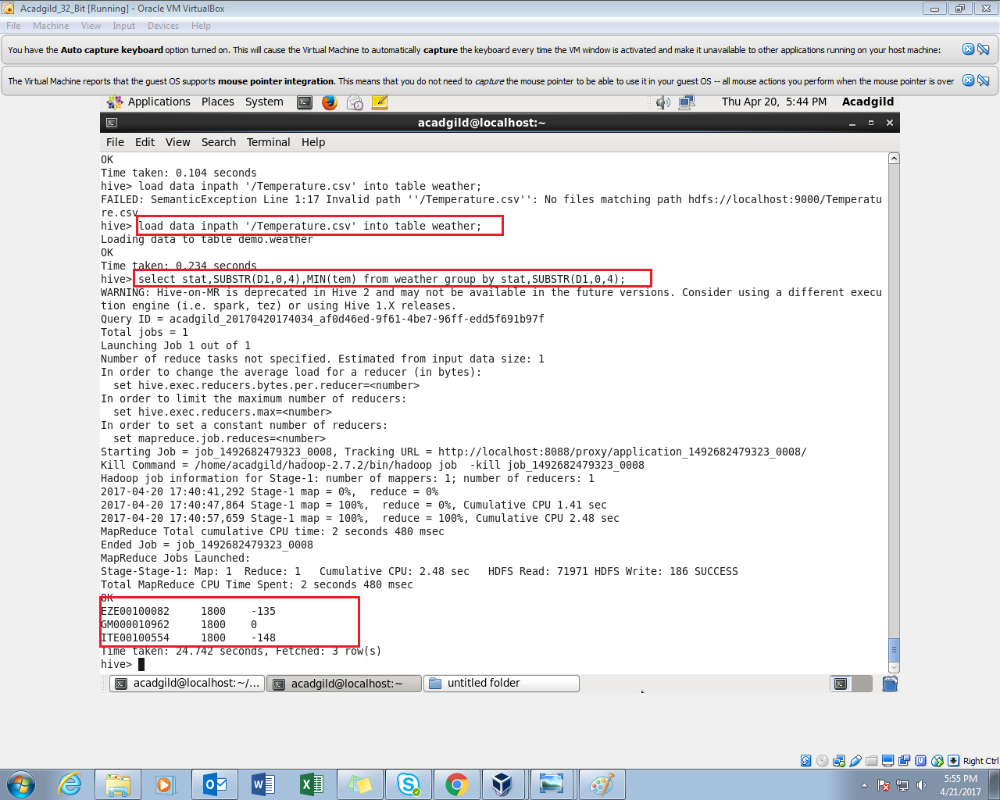 Acadgild_32_Bit [Running] - Oracle VM VirtualBox
File Machine View Input Devices Help
You have the Auto capture keyboard option turned on. This will cause the Virtual Machine to automatically capture the keyboard every time the VM window is activated and make it unavailable to other applications running on your host machine:
The Virtual Machine reports that the guest OS supports mouse pointer integration. This means that you do not need to capture the mouse pointer to be able to use it in your guest OS -- all mouse actions you perform when the mouse pointer is over
Applications Places System Thu Apr 20, 5:44 PM Acadgild
acadgild@localhost:~
File Edit View Search Terminal Help
OK
Time taken: 0.104 seconds
hive> load data inpath '/Temperature.csv' into table weather;
FAILED: SemanticException Line 1:17 Invalid path ''/Temperature.csv'': No files matching path hdfs://localhost:9000/Temperatu
re.csv
hive> load data inpath '/Temperature.csv' into table weather;
Loading data to table demo.weather
OK
Time taken: 0.234 seconds
hive> select stat,SUBSTR(D1,0,4),MIN(tem) from weather group by stat,SUBSTR(D1,0,4);
WARNING: Hive-on-MR is deprecated in Hive 2 and may not be available in the future versions. Consider using a different execu
tion engine (i.e. spark, tez) or using Hive 1.X releases.
Query ID = acadgild_20170420174034_af0d46ed-9f61-4be7-96ff-edd5f691b97f
Total jobs = 1
Launching Job 1 out of 1
Number of reduce tasks not specified. Estimated from input data size: 1
In order to change the average load for a reducer (in bytes):
  set hive.exec.reducers.bytes.per.reducer=<number>
In order to limit the maximum number of reducers:
  set hive.exec.reducers.max=<number>
In order to set a constant number of reducers:
  set mapreduce.job.reduces=<number>
Starting Job = job_1492682479323_0008, Tracking URL = http://localhost:8088/proxy/application_1492682479323_0008/
Kill Command = /home/acadgild/hadoop-2.7.2/bin/hadoop job  -kill job_1492682479323_0008
Hadoop job information for Stage-1: number of mappers: 1; number of reducers: 1
2017-04-20 17:40:41,292 Stage-1 map = 0%,  reduce = 0%
2017-04-20 17:40:47,864 Stage-1 map = 100%,  reduce = 0%, Cumulative CPU 1.41 sec
2017-04-20 17:40:57,659 Stage-1 map = 100%,  reduce = 100%, Cumulative CPU 2.48 sec
MapReduce Total cumulative CPU time: 2 seconds 480 msec
Ended Job = job_1492682479323_0008
MapReduce Jobs Launched:
Stage-Stage-1: Map: 1  Reduce: 1   Cumulative CPU: 2.48 sec   HDFS Read: 71971 HDFS Write: 186 SUCCESS
Total MapReduce CPU Time Spent: 2 seconds 480 msec
OK
EZE00100082     1800    -135
GM000010962     1800    0
ITE00100554     1800    -148
Time taken: 24.742 seconds, Fetched: 3 row(s)
hive>
acadgild@localhost:~/... acadgild@localhost:~ untitled folder
Right Ctrl
5:55 PM
4/21/2017